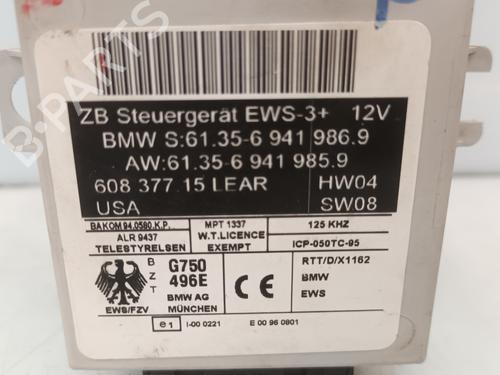 B-PARTS
ZB Steuergerät EWS-3+ 12V
BMW S:61.35-6 941 986.9
AW:61.35-6 941 985.9
608 377 15 LEAR HW04
USA SW08
BAKOM 94.0580.K.P.
ALR 9437
TELESTYRELSEN
MPT 1337
W.T.LICENCE
EXEMPT
125 KHZ
ICP-050TC-95
B
Z
T
G750
496E
BMW AG
MÜNCHEN
EWS/FZV
CE
RTT/D/X1162
BMW
EWS
e1 I-00 0221 E 00 96 0801